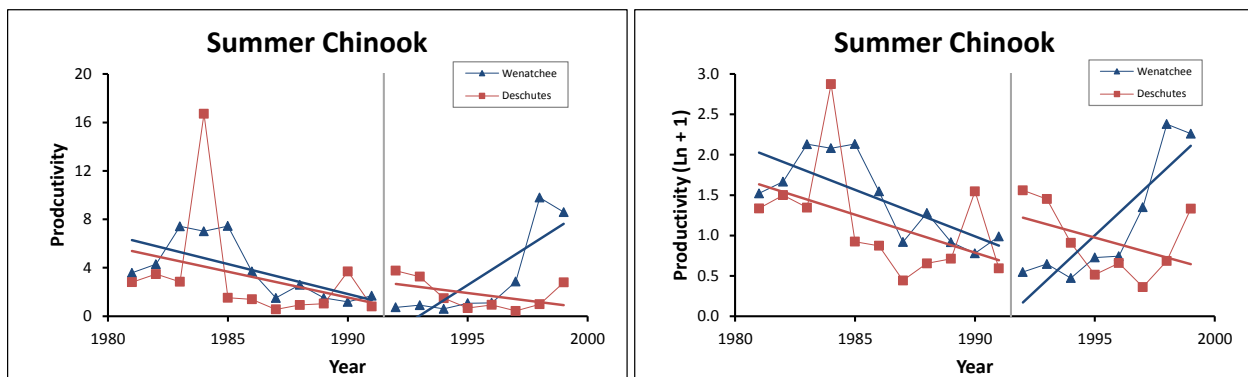 Summer Chinook
Prodcutivity
20
16
12
8
4
0
Wenatchee
Deschutes
1980
1985
1990
1995
2000
Year
Summer Chinook
Productivity (Ln + 1)
3.0
2.5
2.0
1.5
1.0
0.5
0.0
Wenatchee
Deschutes
1980
1985
1990
1995
2000
Year